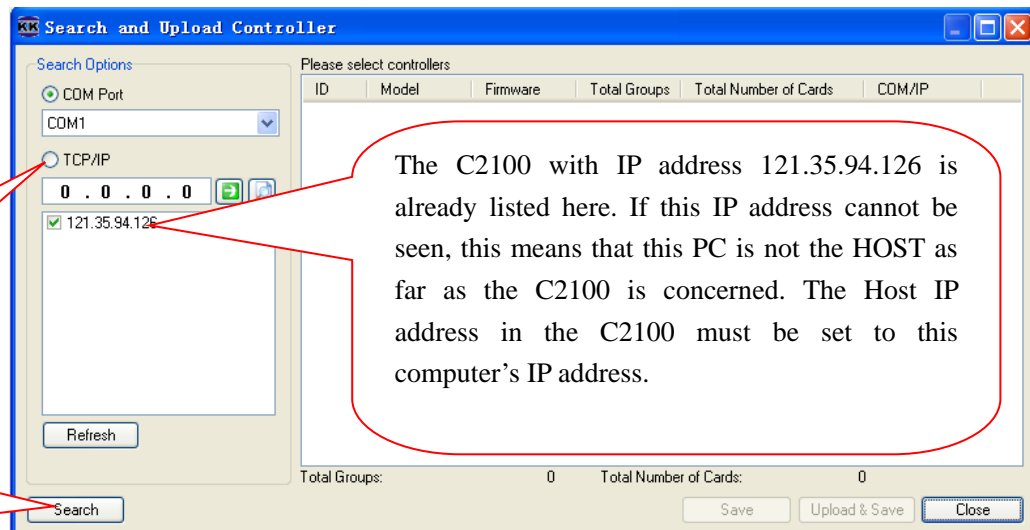 KK Search and Upload Controller
Search Options
COM Port
COM1
TCP/IP
0 . 0 . 0 . 0
121.35.94.126
Refresh
Search
Please select controllers
ID Model Firmware Total Groups Total Number of Cards COM/IP
The C2100 with IP address 121.35.94.126 is
already listed here. If this IP address cannot be
seen, this means that this PC is not the HOST as
far as the C2100 is concerned. The Host IP
address in the C2100 must be set to this
computer’s IP address.
Total Groups: 0 Total Number of Cards: 0
Save Upload & Save Close